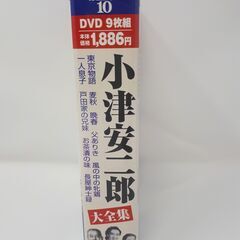 10
DVD 9枚組
本体価格 1,886円
東京物語
一人息子
麦秋 晩春 父ありき 風の中の牝雞
戸田家の兄妹 お茶漬の味 長屋紳士録
小津安二郎
大全集